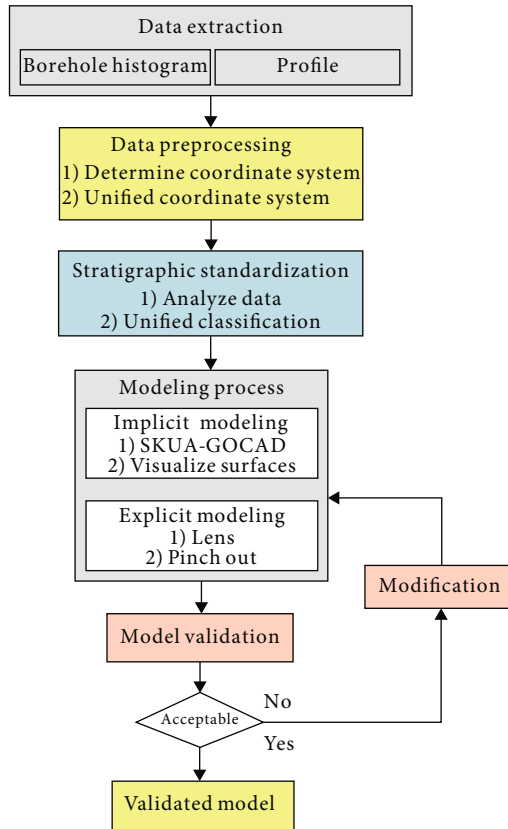 Data extraction
Borehole histogram
Profile
Data preprocessing
1) Determine coordinate system
2) Unified coordinate system
Stratigraphic standardization
1) Analyze data
2) Unified classification
Modeling process
Implicit modeling
1) SKUA-GOCAD
2) Visualize surfaces
Explicit modeling
1) Lens
2) Pinch out
Modification
Model validation
Acceptable
No
Yes
Validated model